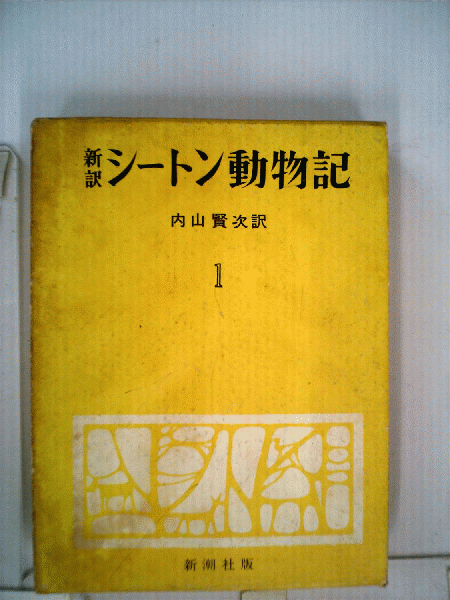 新訳 シートン動物記
内山賢次訳
1
新潮社版